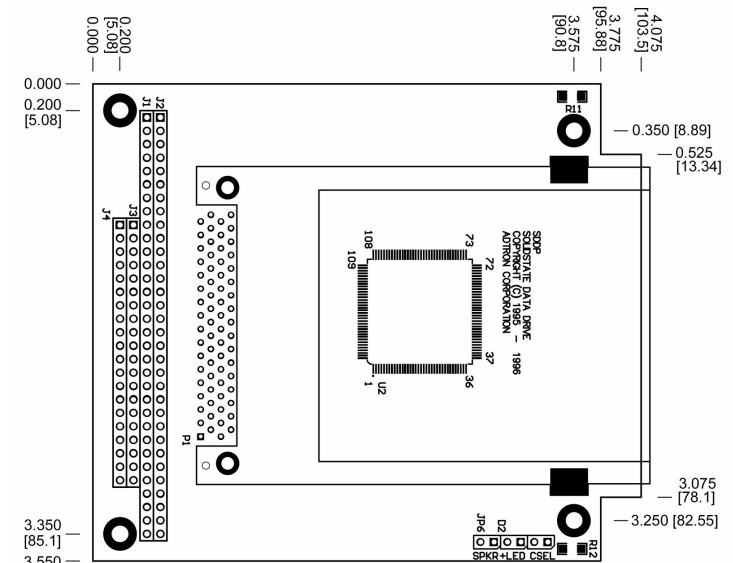 0.000
0.200
[5.08]
3.575
[90.8]
3.775
[95.88]
4.075
[103.5]
0.000
0.200
[5.08]
J1
J2
R11
0.350 [8.89]
0.525
[13.34]
J4
J3
108
73
109
72
SDDP
SOLIDSTATE DATA DRIVE
COPYRIGHT (C) 1995 - 1996
ADTRON CORPORATION
37
1
U2
36
P1
3.075
[78.1]
JP6
D2
3.350
[85.1]
3.250 [82.55]
R12
SPKR+LED CSEL
3.550